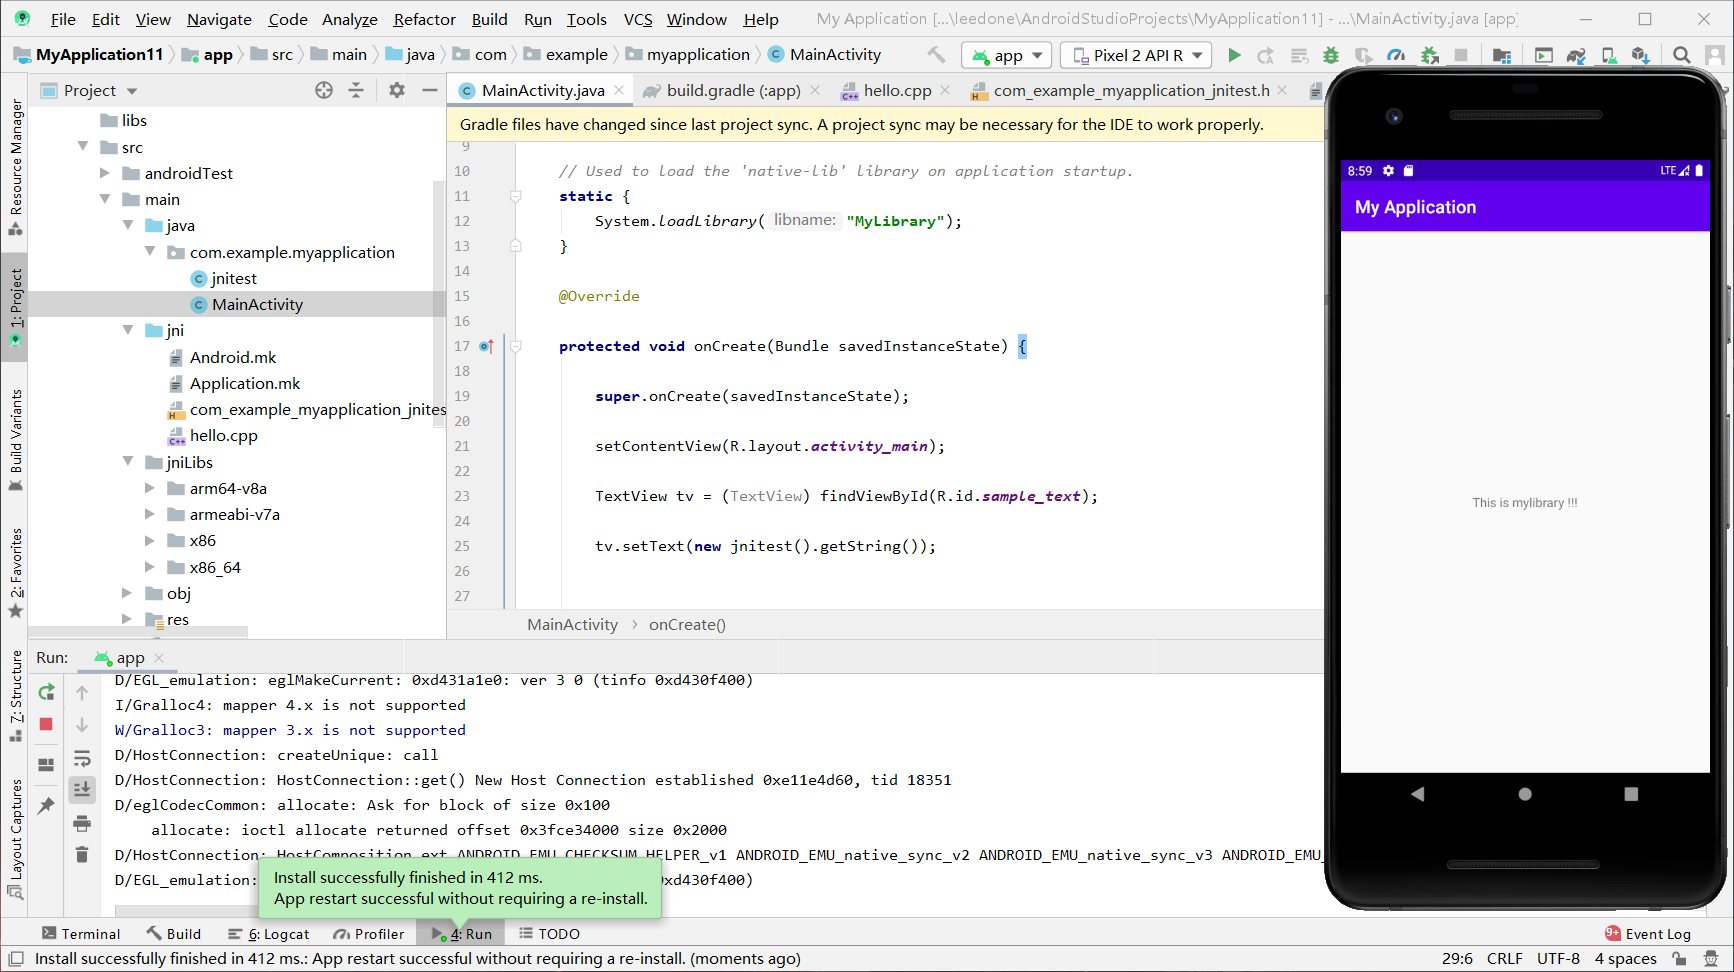 File Edit View Navigate Code Analyze Refactor Build Run Tools VCS Window Help My Application [...\leedone\AndroidStudioProjects\MyApplication11] - ...\MainActivity.java [app]
MyApplication11 app src main java com example myapplication MainActivity app Pixel 2 API R
Project
MainActivity.java build.gradle (:app) hello.cpp com_example_myapplication_jnitest.h
Resource Manager
1: Project
Build Variants
2: Favorites
7: Structure
Layout Captures
libs
src
androidTest
main
java
com.example.myapplication
jnitest
MainActivity
jni
Android.mk
Application.mk
com_example_myapplication_jnites
hello.cpp
jniLibs
arm64-v8a
armeabi-v7a
x86
x86_64
obj
res
Gradle files have changed since last project sync. A project sync may be necessary for the IDE to work properly.
9
10 // Used to load the 'native-lib' library on application startup.
11 static {
12 System.loadLibrary( libname: "MyLibrary");
13 }
14
15 @Override
16
17 protected void onCreate(Bundle savedInstanceState) {
18
19 super.onCreate(savedInstanceState);
20
21 setContentView(R.layout.activity_main);
22
23 TextView tv = (TextView) findViewById(R.id.sample_text);
24
25 tv.setText(new jnitest().getString());
26
27
MainActivity onCreate()
8:59 LTE
My Application
This is mylibrary !!!
Run: app
D/EGL_emulation: eglMakeCurrent: 0xd431a1e0: ver 3 0 (tinfo 0xd430f400)
I/Gralloc4: mapper 4.x is not supported
W/Gralloc3: mapper 3.x is not supported
D/HostConnection: createUnique: call
D/HostConnection: HostConnection::get() New Host Connection established 0xe11e4d60, tid 18351
D/eglCodecCommon: allocate: Ask for block of size 0x100
allocate: ioctl allocate returned offset 0x3fce34000 size 0x2000
D/HostConnection: HostComposition ext ANDROID_EMU_CHECKSUM_HELPER_v1 ANDROID_EMU_native_sync_v2 ANDROID_EMU_native_sync_v3 ANDROID_EMU_
D/EGL_emulation: 0xd430f400)
Install successfully finished in 412 ms.
App restart successful without requiring a re-install.
Terminal Build 6: Logcat Profiler 4: Run TODO 9+ Event Log
Install successfully finished in 412 ms.: App restart successful without requiring a re-install. (moments ago) 29:6 CRLF UTF-8 4 spaces